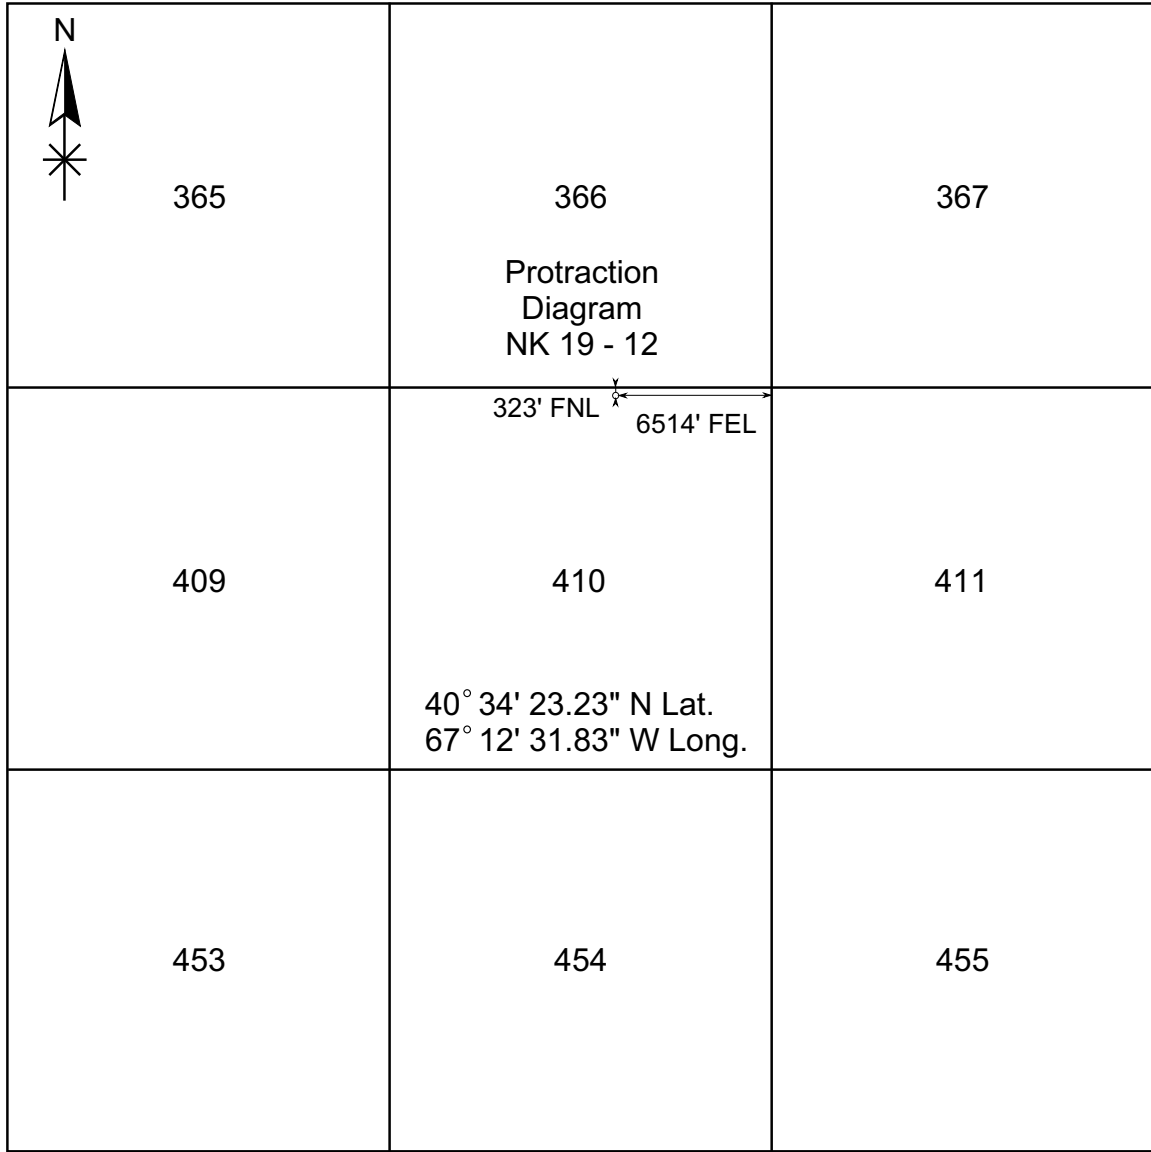 N
365
366
367
Protraction
Diagram
NK 19 - 12
323' FNL
6514' FEL
409
410
411
40° 34' 23.23" N Lat.
67° 12' 31.83" W Long.
453
454
455